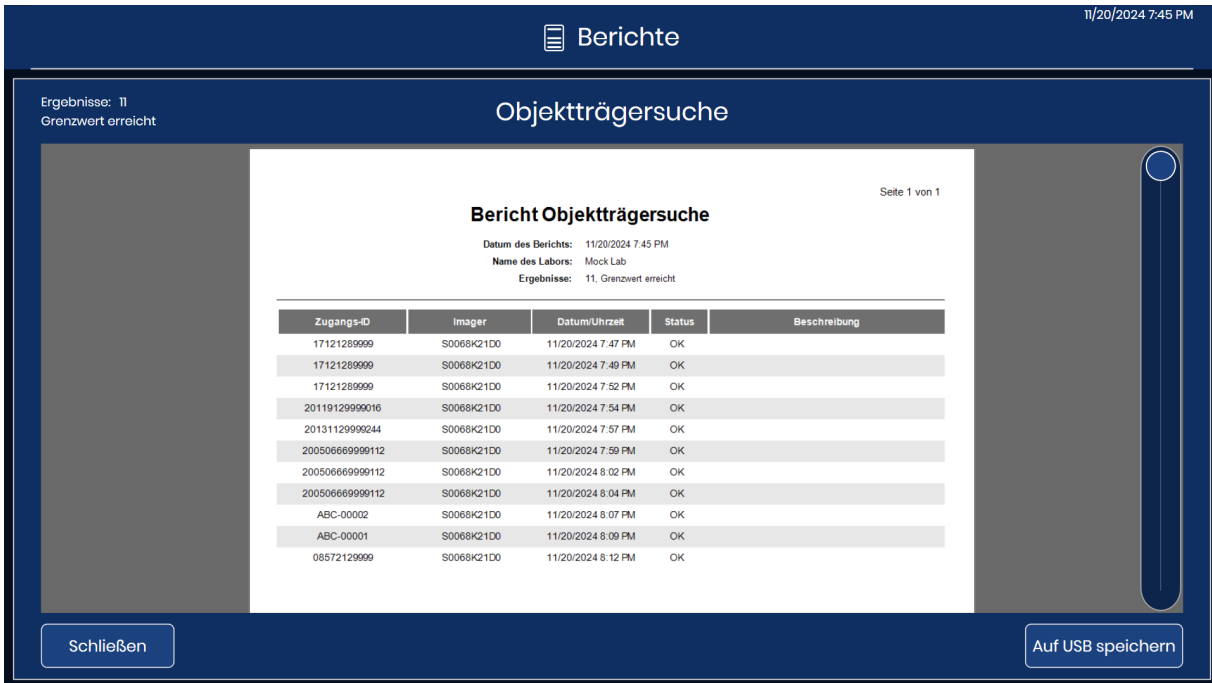 11/20/2024 7:45 PM
Berichte
Ergebnisse: 11
Grenzwert erreicht
Objektträgersuche
Seite 1 von 1
Bericht Objektträgersuche
Datum des Berichts: 11/20/2024 7:45 PM
Name des Labors: Mock Lab
Ergebnisse: 11, Grenzwert erreicht
Zugangs-ID Imager Datum/Uhrzeit Status Beschreibung
17121289999 S0068K21D0 11/20/2024 7:47 PM OK
17121289999 S0068K21D0 11/20/2024 7:49 PM OK
17121289999 S0068K21D0 11/20/2024 7:52 PM OK
20119129999016 S0068K21D0 11/20/2024 7:54 PM OK
20131129999244 S0068K21D0 11/20/2024 7:57 PM OK
200506669999112 S0068K21D0 11/20/2024 7:59 PM OK
200506669999112 S0068K21D0 11/20/2024 8:02 PM OK
200506669999112 S0068K21D0 11/20/2024 8:04 PM OK
ABC-00002 S0068K21D0 11/20/2024 8:07 PM OK
ABC-00001 S0068K21D0 11/20/2024 8:09 PM OK
08572129999 S0068K21D0 11/20/2024 8:12 PM OK
Schließen
Auf USB speichern